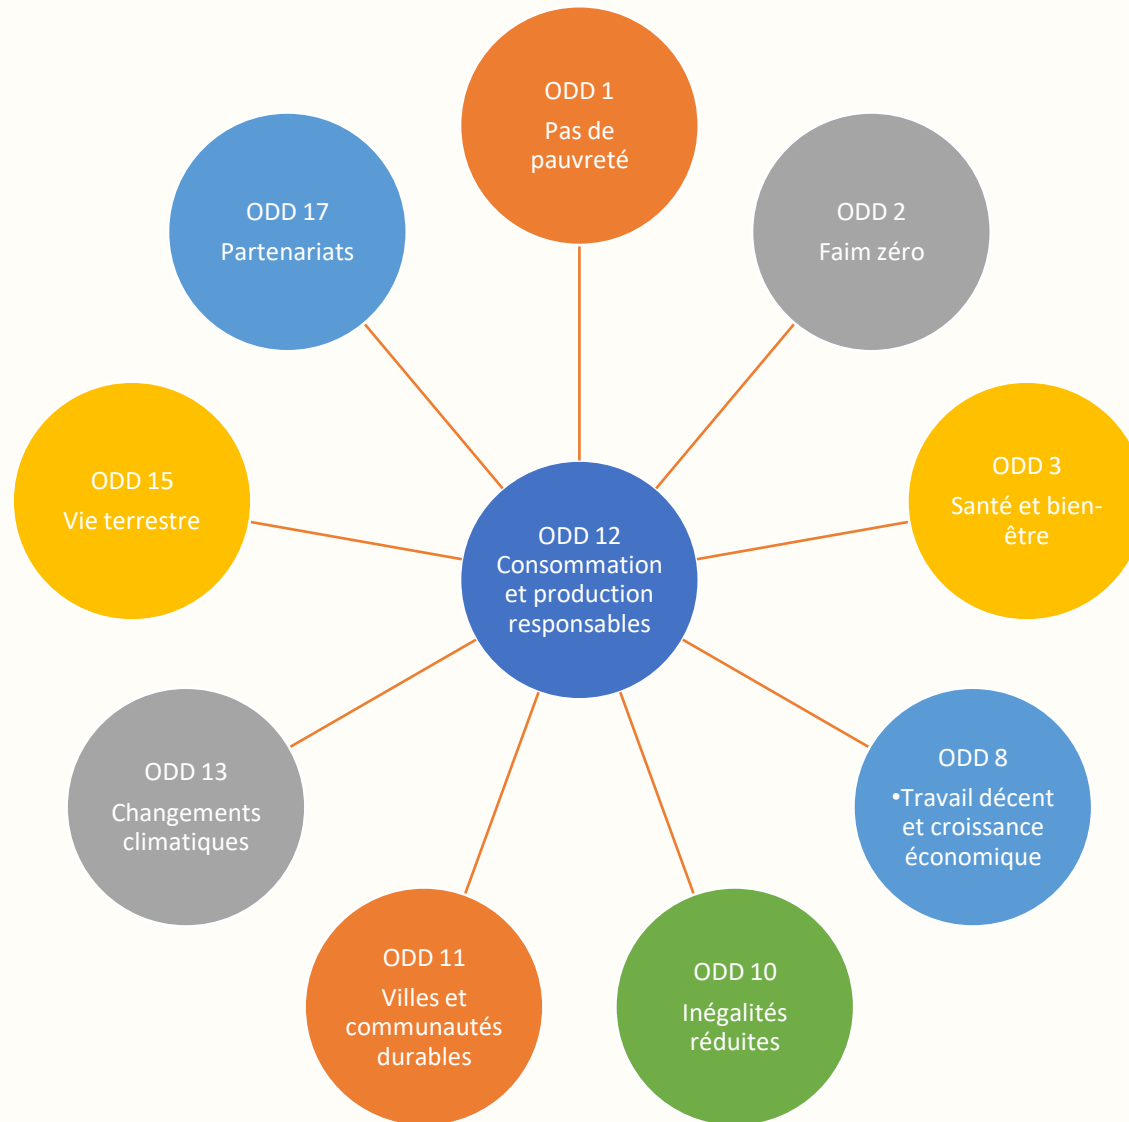 ODD 1
Pas de
pauvreté
ODD 17
Partenariats
ODD 2
Faim zéro
ODD 15
Vie terrestre
ODD 3
Santé et bien-
être
ODD 12
Consommation
et production
responsables
ODD 13
Changements
climatiques
ODD 8
•Travail décent
et croissance
économique
ODD 11
Villes et
communautés
durables
ODD 10
Inégalités
réduites